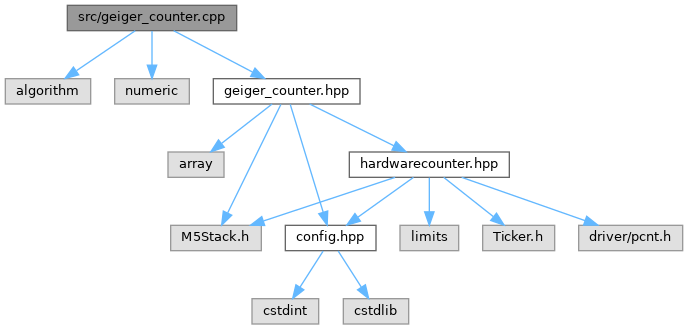 src/geiger_counter.cpp
algorithm
numeric
geiger_counter.hpp
array
hardwarecounter.hpp
M5Stack.h
config.hpp
limits
Ticker.h
driver/pcnt.h
cstdint
cstdlib